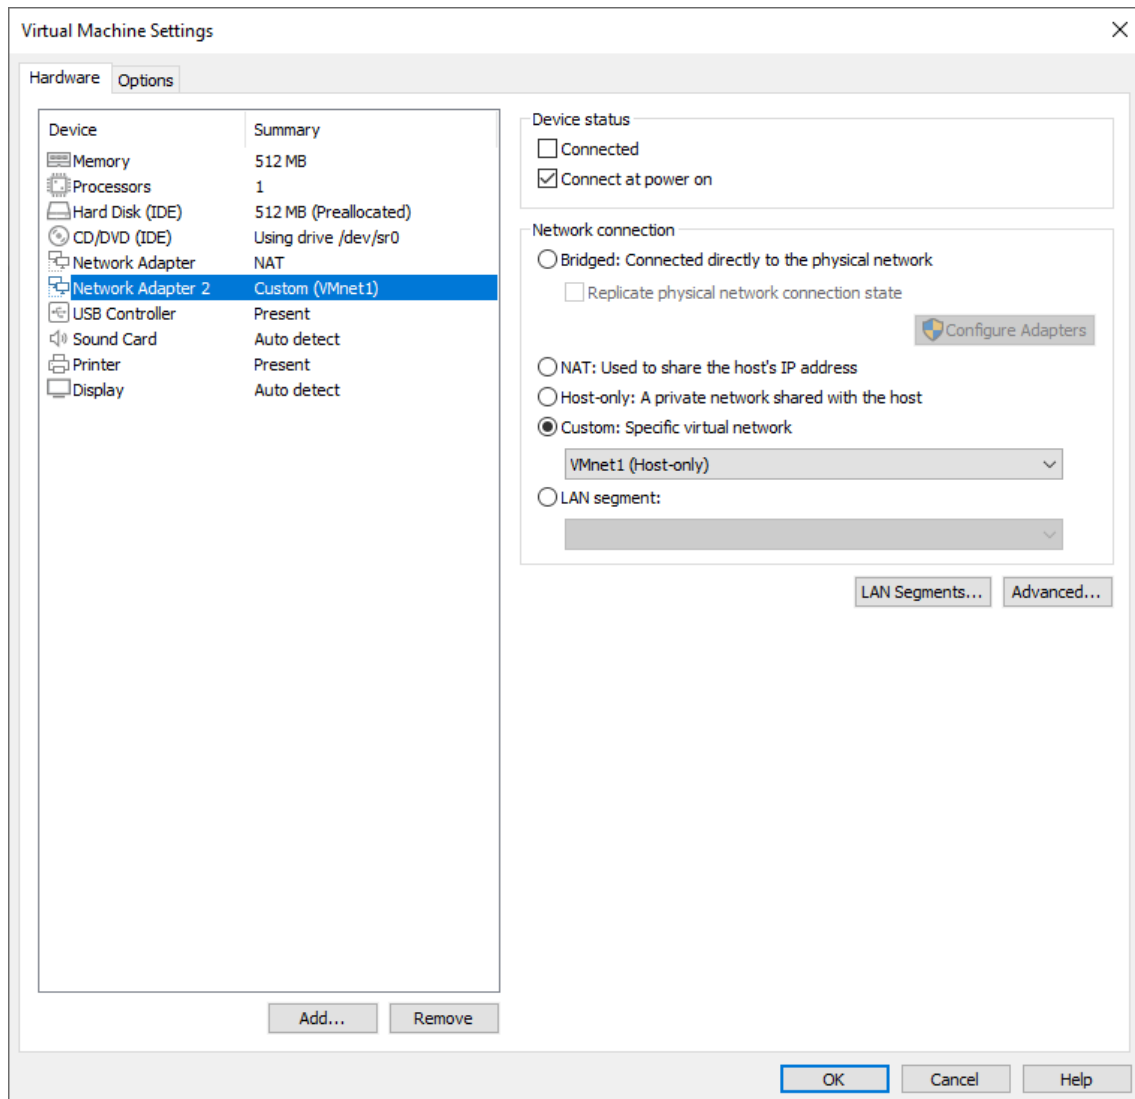 Virtual Machine Settings
Hardware
Options
Device Summary
Memory 512 MB
Processors 1
Hard Disk (IDE) 512 MB (Preallocated)
CD/DVD (IDE) Using drive /dev/sr0
Network Adapter NAT
Network Adapter 2 Custom (VMnet1)
USB Controller Present
Sound Card Auto detect
Printer Present
Display Auto detect
Add...
Remove
Device status
Connected
Connect at power on
Network connection
Bridged: Connected directly to the physical network
Replicate physical network connection state
Configure Adapters
NAT: Used to share the host's IP address
Host-only: A private network shared with the host
Custom: Specific virtual network
VMnet1 (Host-only)
LAN segment:
LAN Segments...
Advanced...
OK
Cancel
Help